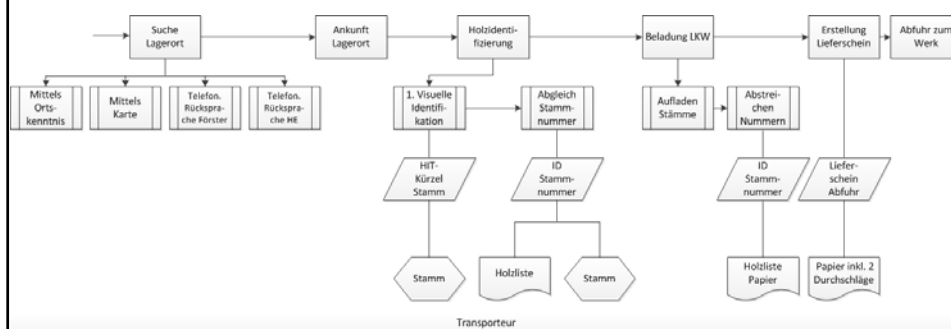 Suche
Lagerort
Ankunft
Lagerort
Holzidenti-
fizierung
Beladung LKW
Erstellung
Lieferschein
Abfuhr zum
Werk
Mittels
Orts-
kenntnis
Mittels
Karte
Telefon.
Rückspra-
che Förster
Telefon.
Rückspra-
che HE
1. Visuelle
Identifi-
kation
Abgleich
Stamm-
nummer
Aufladen
Stämme
Abstrei-
chen
Nummern
HIT-
Kürzel
Stamm
ID
Stamm-
nummer
ID
Stamm-
nummer
Liefer-
schein
Abfuhr
Stamm
Holzliste
Stamm
Holzliste
Papier
Papier inkl. 2
Durchschläge
Transporteur